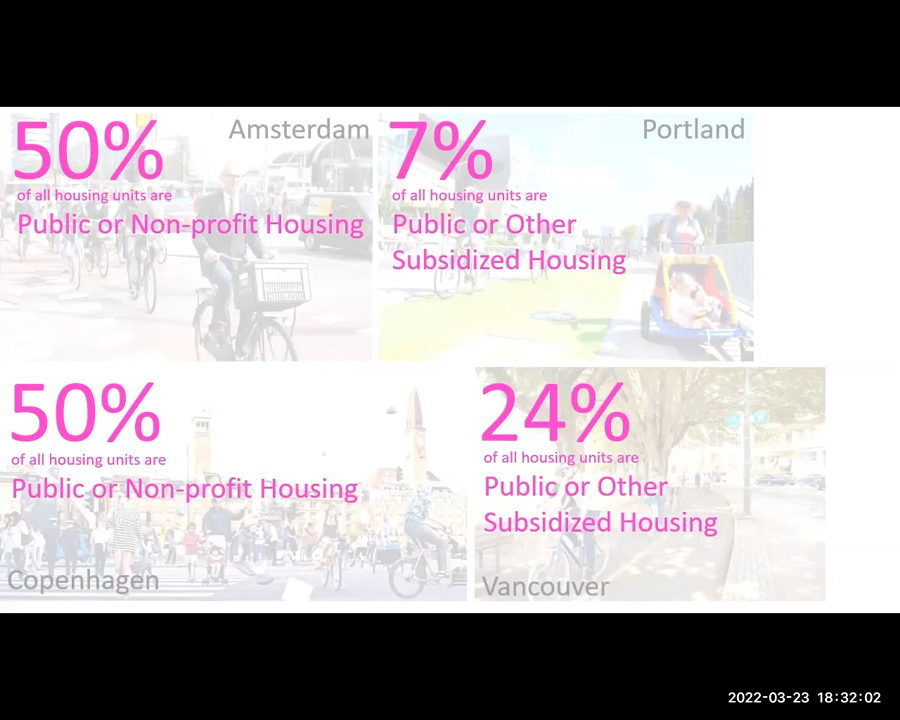 50%
Amsterdam
of all housing units are
Public or Non-profit Housing
7%
Portland
of all housing units are
Public or Other
Subsidized Housing
50%
of all housing units are
Public or Non-profit Housing
Copenhagen
24%
of all housing units are
Public or Other
Subsidized Housing
Vancouver
2022-03-23 18:32:02